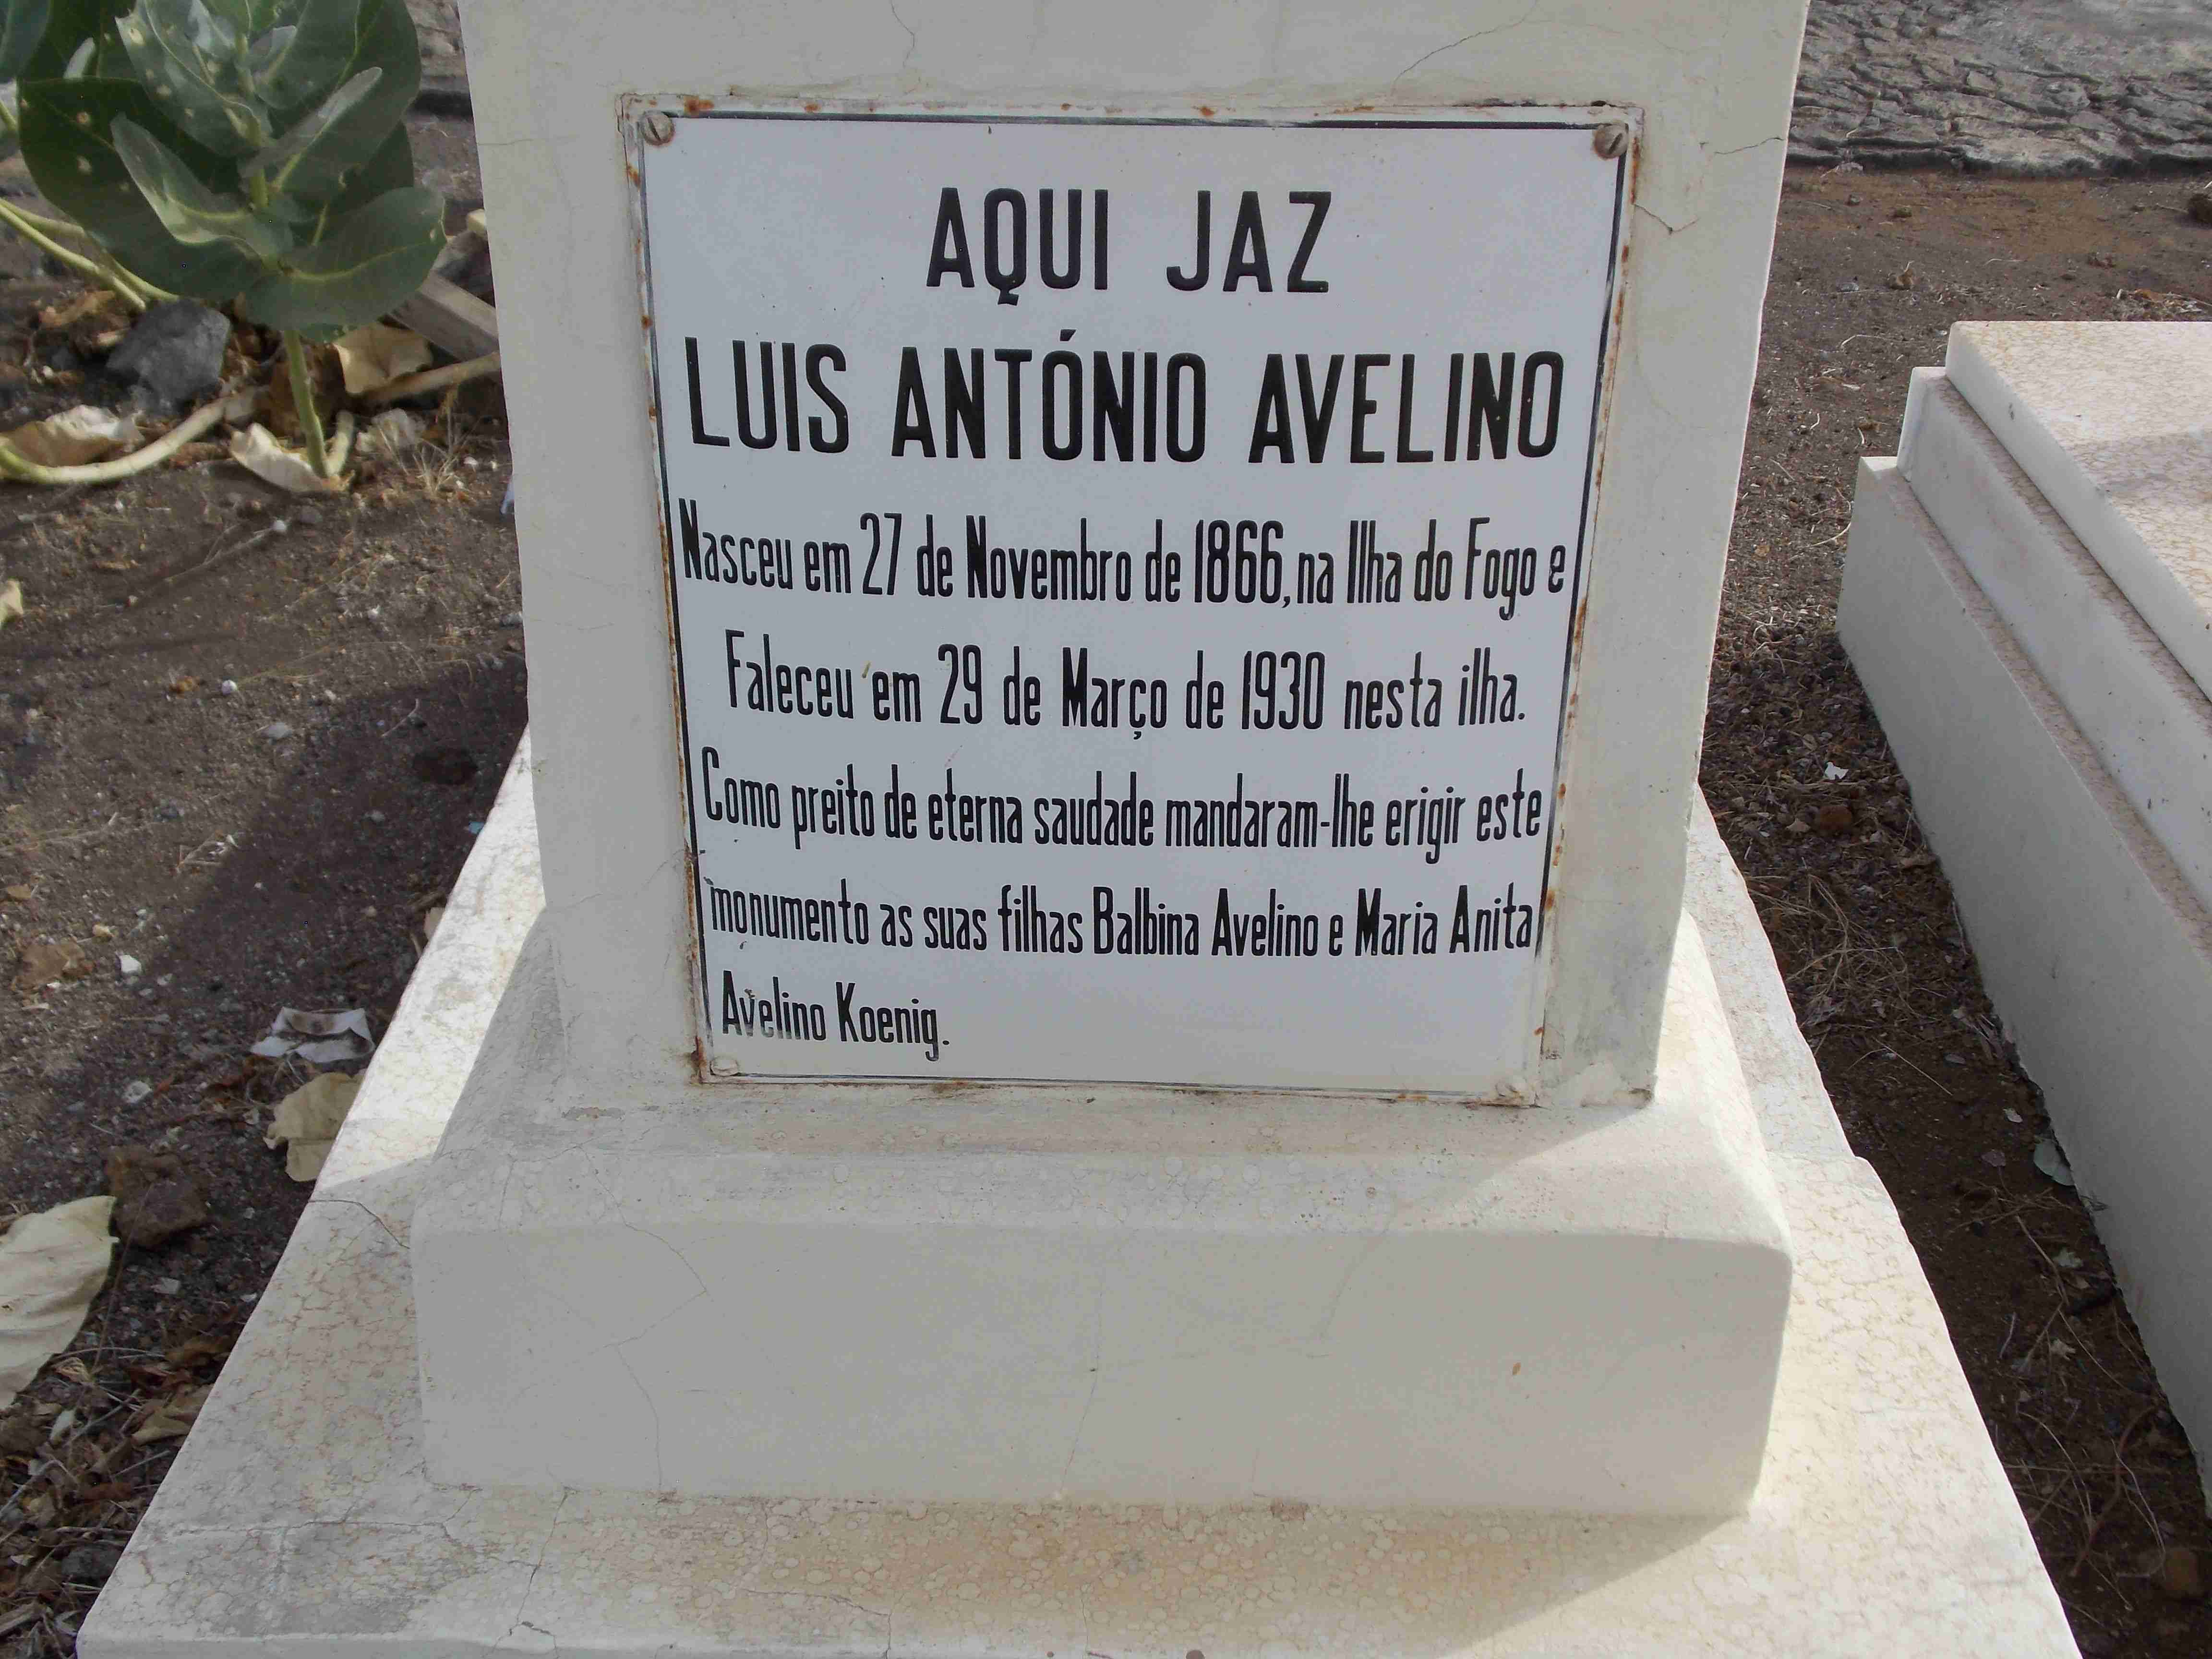 AQUI JAZ
LUIS ANTÓNIO AVELINO
Nasceu em 27 de Novembro de 1866, na Ilha do Fogo e
Faleceu em 29 de Março de 1930 nesta ilha.
Como preito de eterna saudade mandaram-lhe erigir este
monumento as suas filhas Balbina Avelino e Maria Anita
Avelino Koenig.